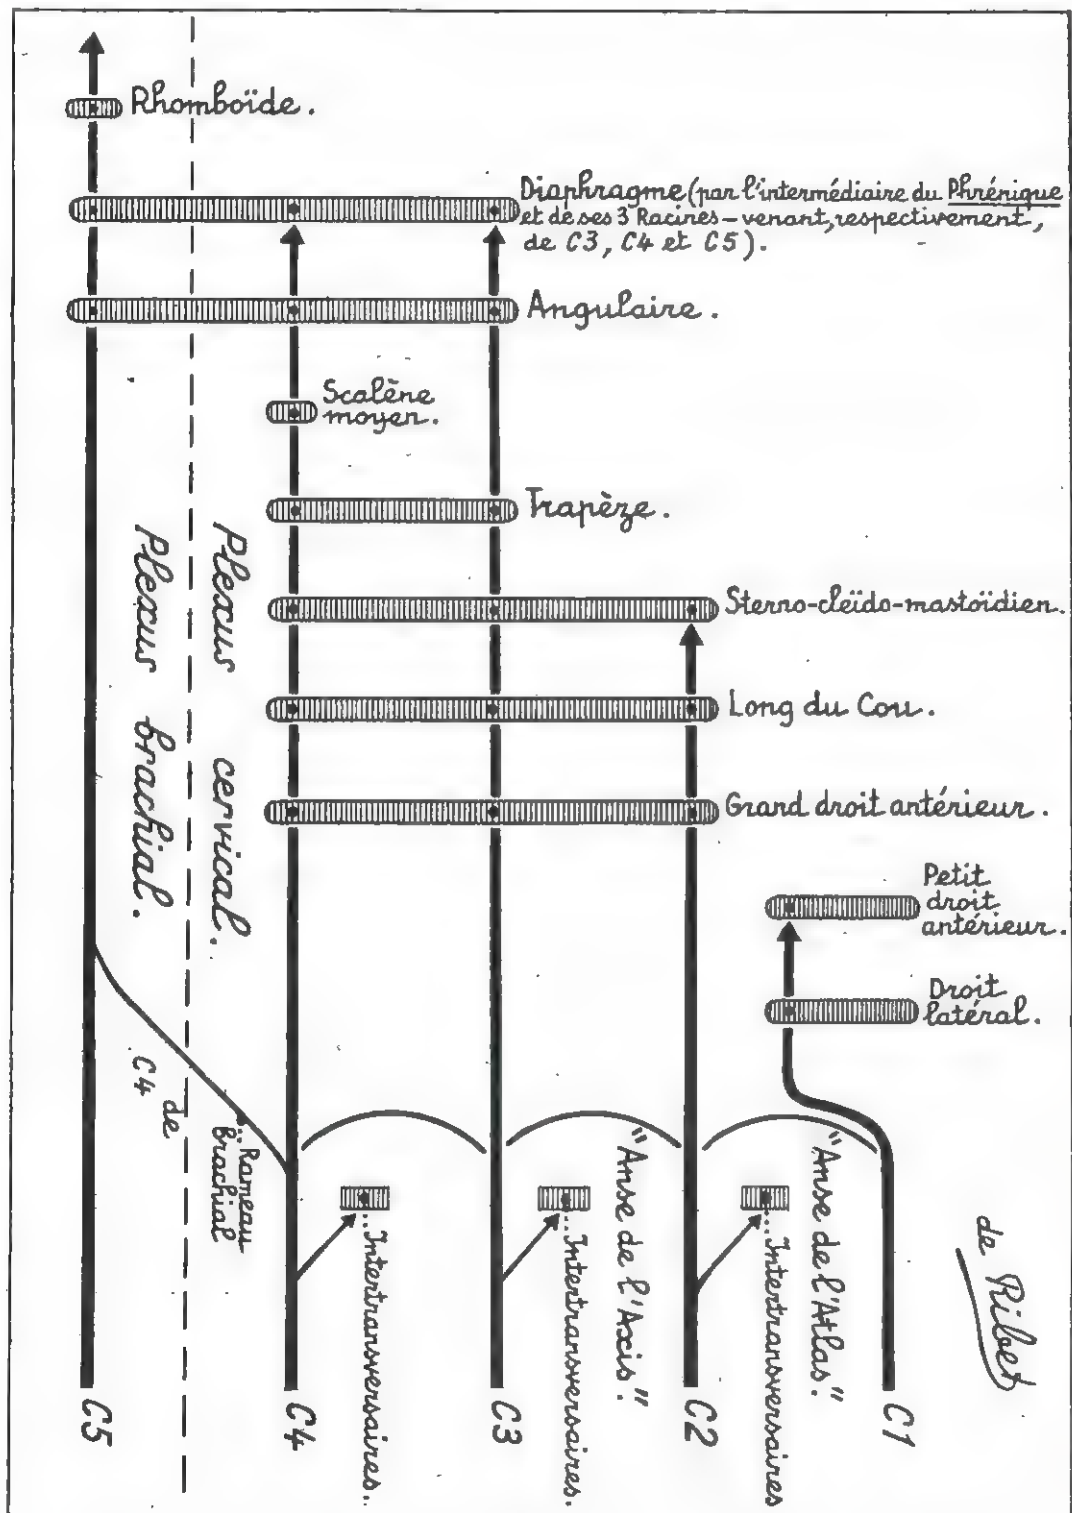 Rhomboïde.
Diaphragme (par l'intermédiaire du Phrénique
et de ses 3 Racines - venant, respectivement,
de C3, C4 et C5).
Angulaire.
Scalène
moyen.
Trapèze.
Sterno-cleïdo-mastoïdien.
Long du Cou.
Grand droit antérieur.
Petit
droit
antérieur.
Droit
latéral.
Plexus cervical.
Plexus brachial.
...Rameau
brachial
de
C4
...Intertransversaires..
...Intertransversaires.
"Anse de l'Axis".
...Intertransversaires
"Anse de l'Atlas".
de Ribet
C5
C4
C3
C2
C1